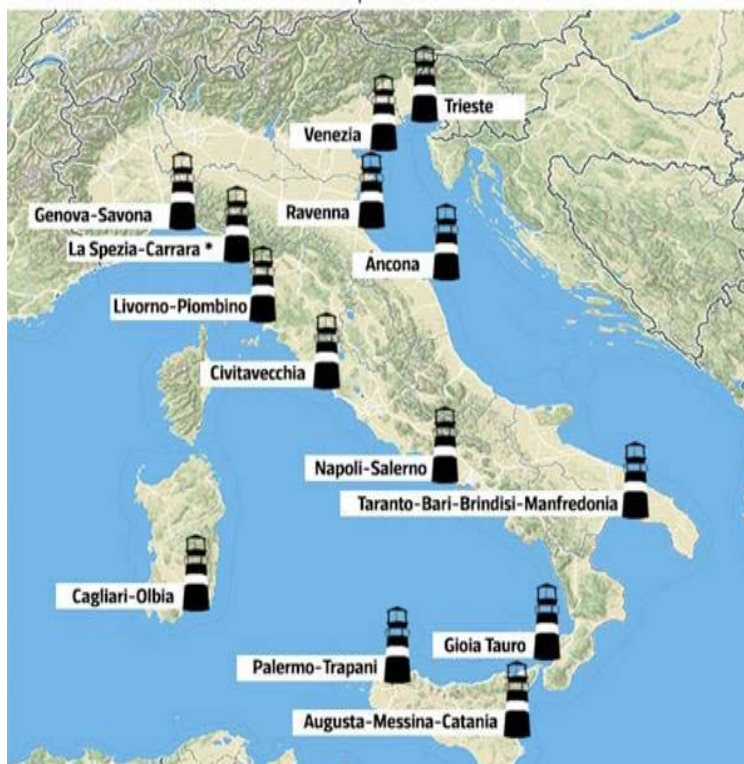 Trieste
Venezia
Genova-Savona
Ravenna
La Spezia-Carrara *
Ancona
Livorno-Piombino
Civitavecchia
Napoli-Salerno
Taranto-Bari-Brindisi-Manfredonia
Cagliari-Olbia
Gioia Tauro
Palermo-Trapani
Augusta-Messina-Catania